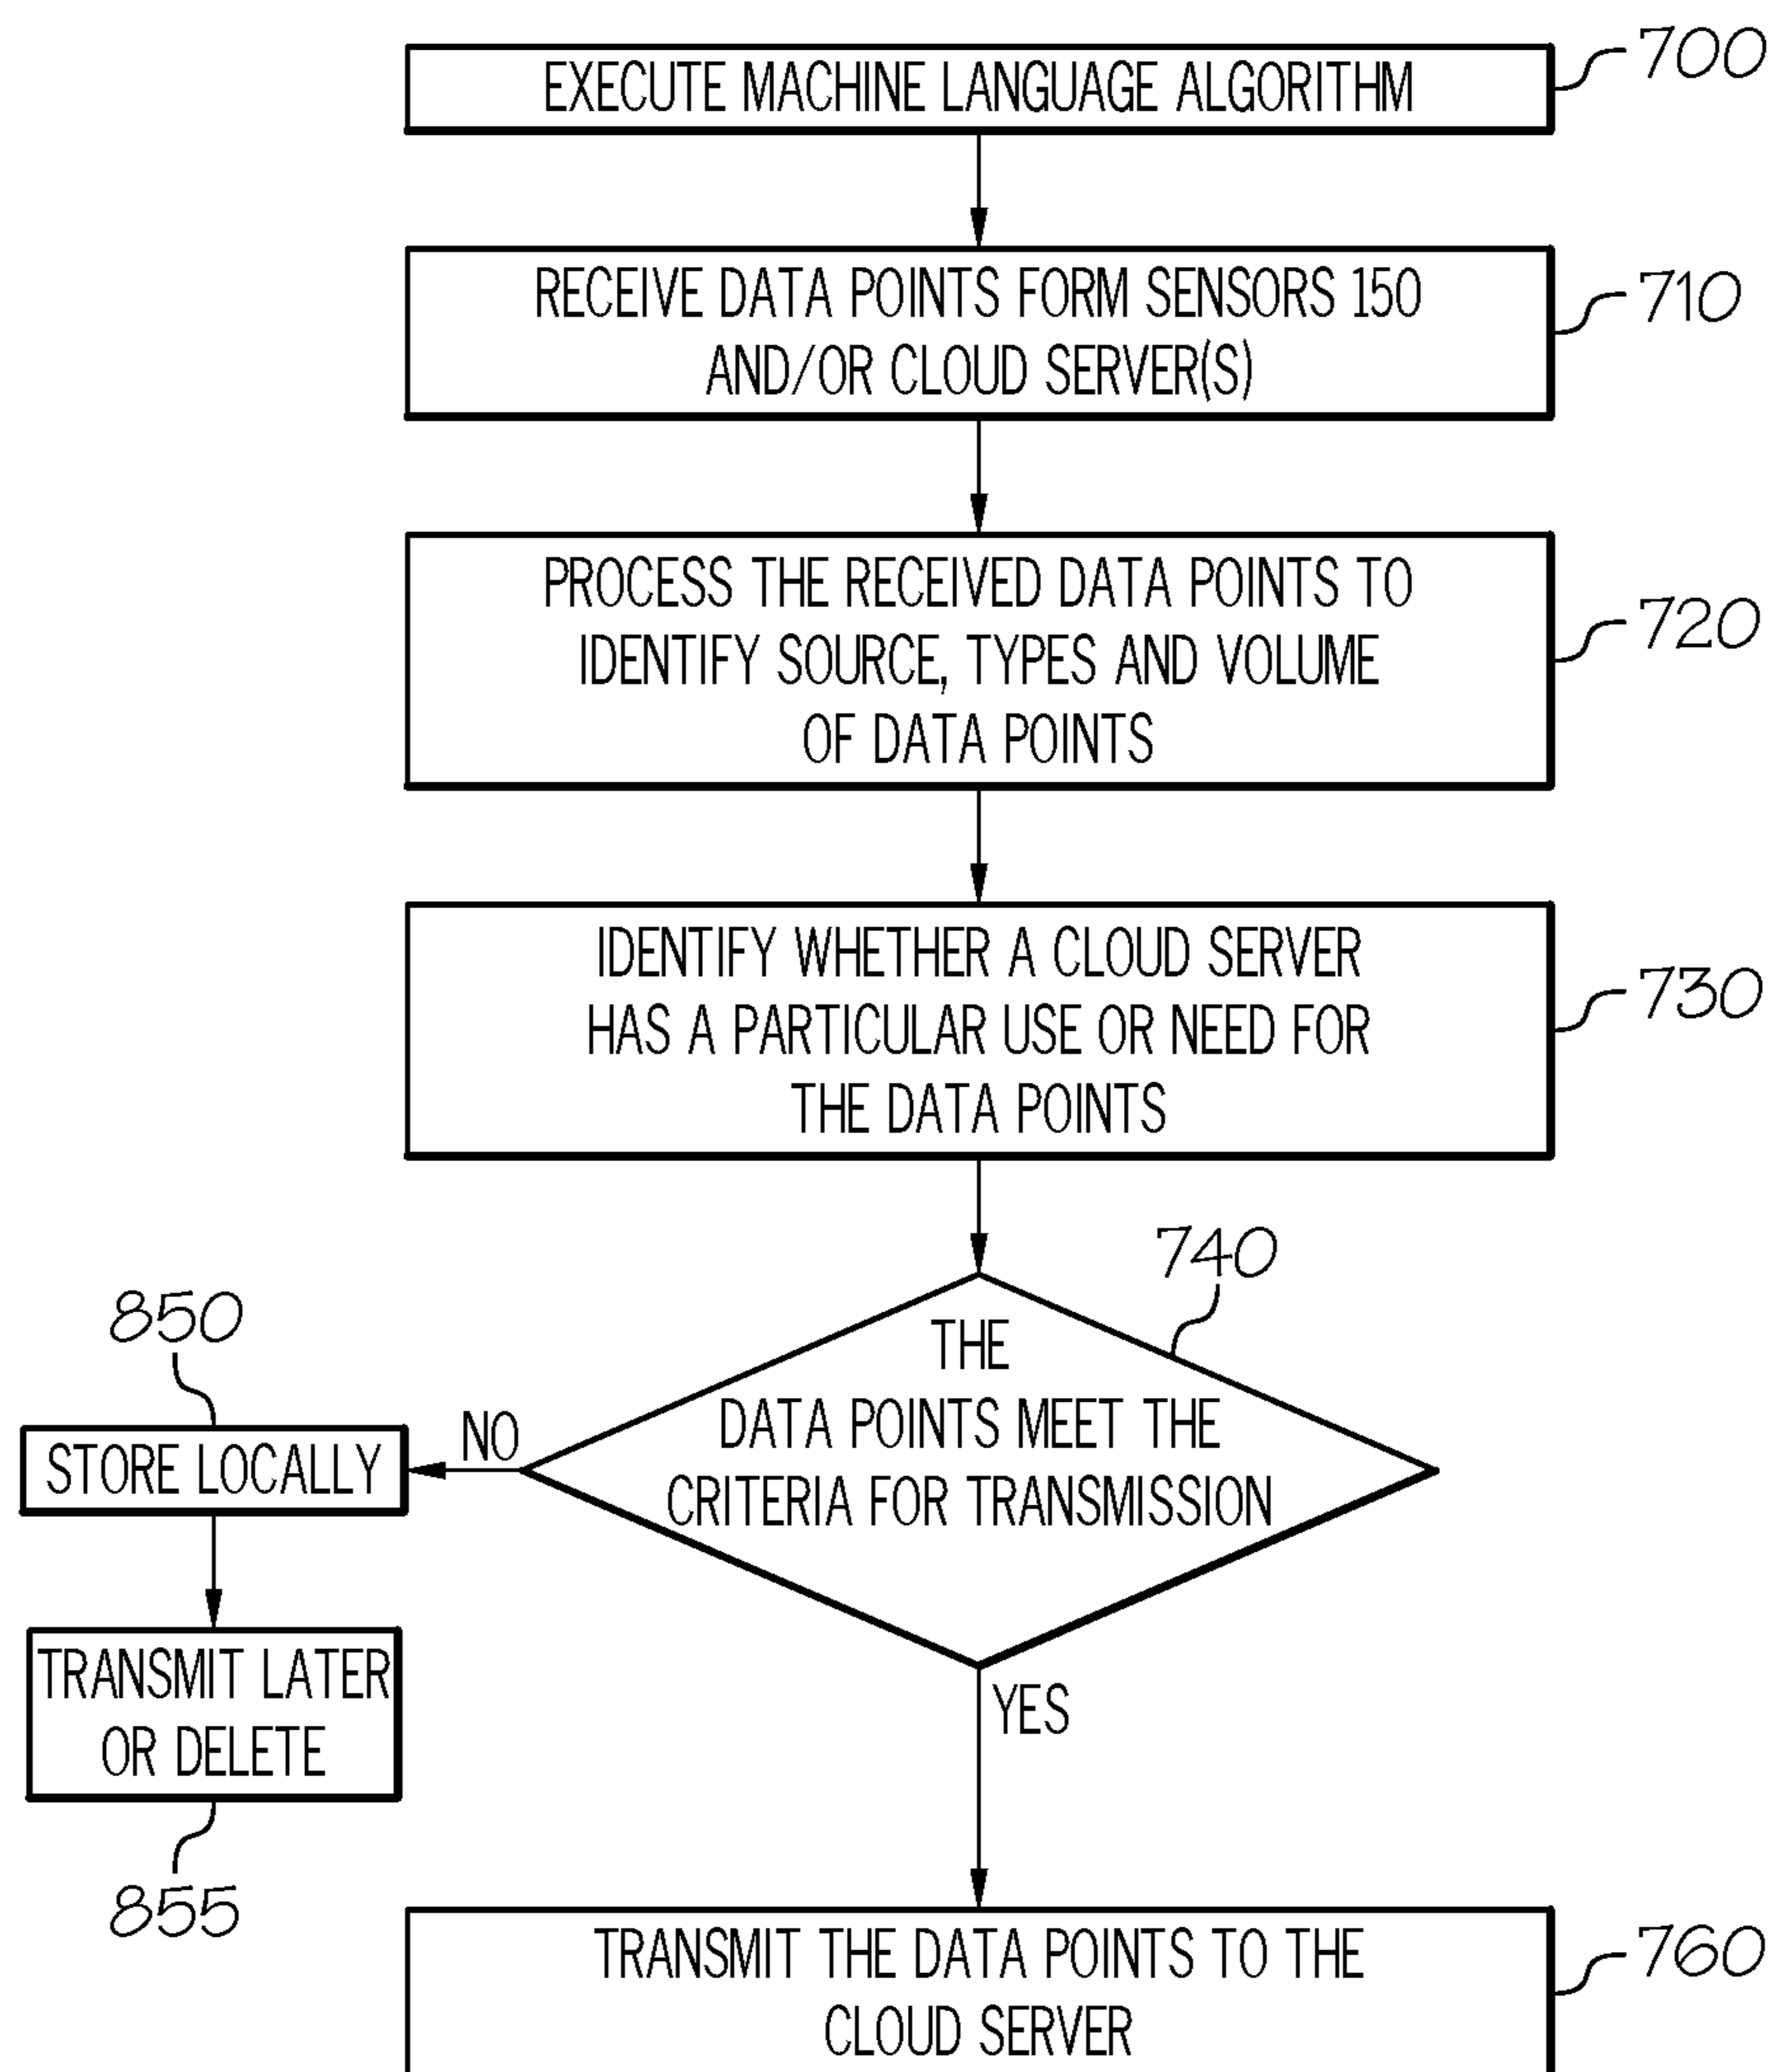 EXECUTE MACHINE LANGUAGE ALGORITHM
700
RECEIVE DATA POINTS FORM SENSORS 150
AND/OR CLOUD SERVER(S)
710
PROCESS THE RECEIVED DATA POINTS TO
IDENTIFY SOURCE, TYPES AND VOLUME
OF DATA POINTS
720
IDENTIFY WHETHER A CLOUD SERVER
HAS A PARTICULAR USE OR NEED FOR
THE DATA POINTS
730
740
THE
DATA POINTS MEET THE
CRITERIA FOR TRANSMISSION
NO
850
STORE LOCALLY
TRANSMIT LATER
OR DELETE
855
YES
TRANSMIT THE DATA POINTS TO THE
CLOUD SERVER
760